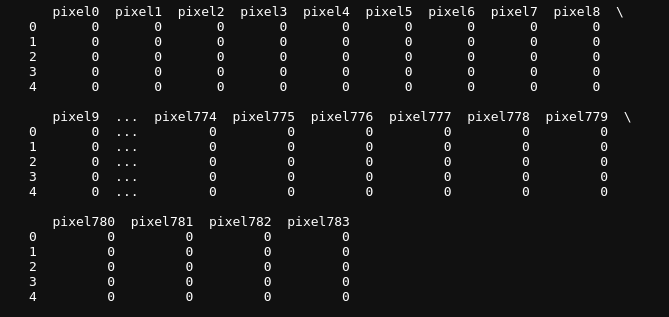 pixel0  pixel1  pixel2  pixel3  pixel4  pixel5  pixel6  pixel7  pixel8  \
0       0       0       0       0       0       0       0       0       0
1       0       0       0       0       0       0       0       0       0
2       0       0       0       0       0       0       0       0       0
3       0       0       0       0       0       0       0       0       0
4       0       0       0       0       0       0       0       0       0

   pixel9  ...  pixel774  pixel775  pixel776  pixel777  pixel778  pixel779  \
0       0  ...         0         0         0         0         0         0
1       0  ...         0         0         0         0         0         0
2       0  ...         0         0         0         0         0         0
3       0  ...         0         0         0         0         0         0
4       0  ...         0         0         0         0         0         0

   pixel780  pixel781  pixel782  pixel783
0         0         0         0         0
1         0         0         0         0
2         0         0         0         0
3         0         0         0         0
4         0         0         0         0